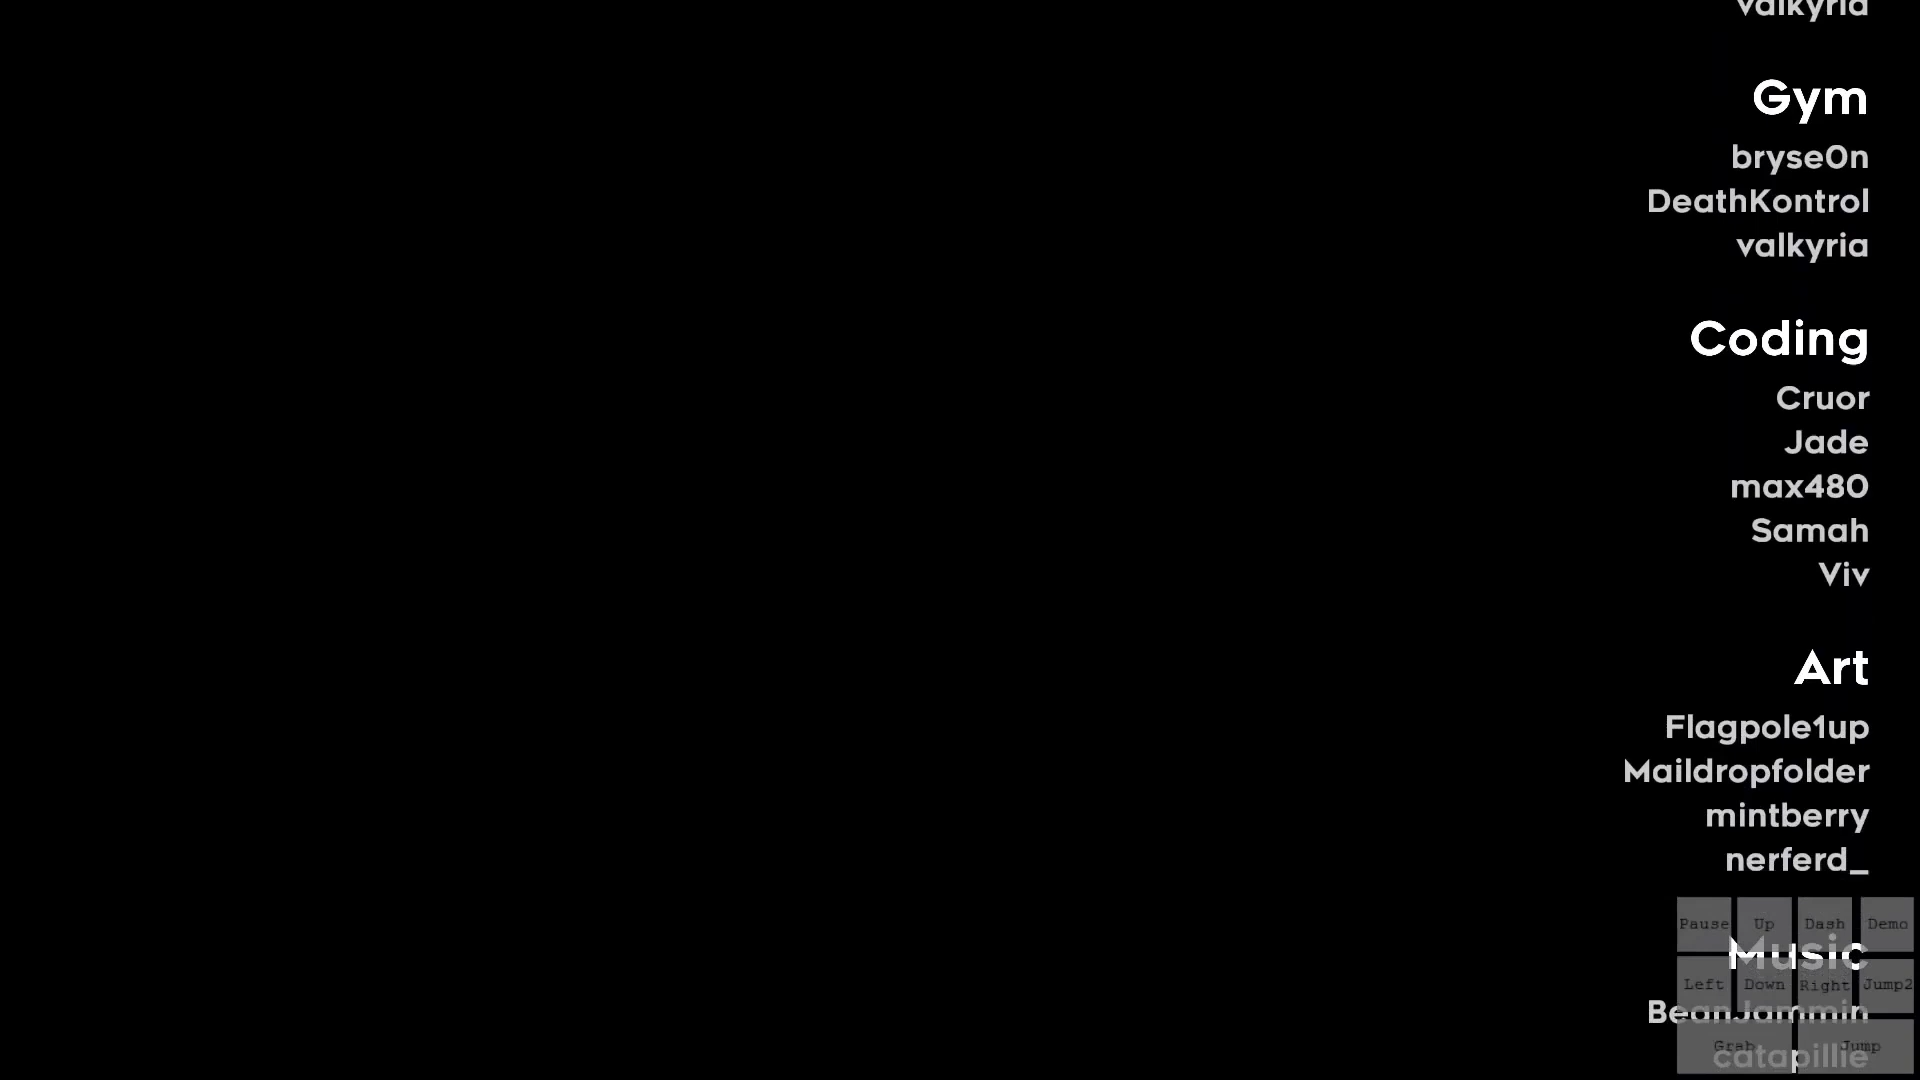 valkyria
Gym
bryse0n
DeathKontrol
valkyria
Coding
Cruor
Jade
max480
Samah
Viv
Art
Flagpole1up
Maildropfolder
mintberry
nerferd_
Pause Up Dash Demo
Music
Left Down Right Jump2
BeanJammin
Grab Jump
catapillie